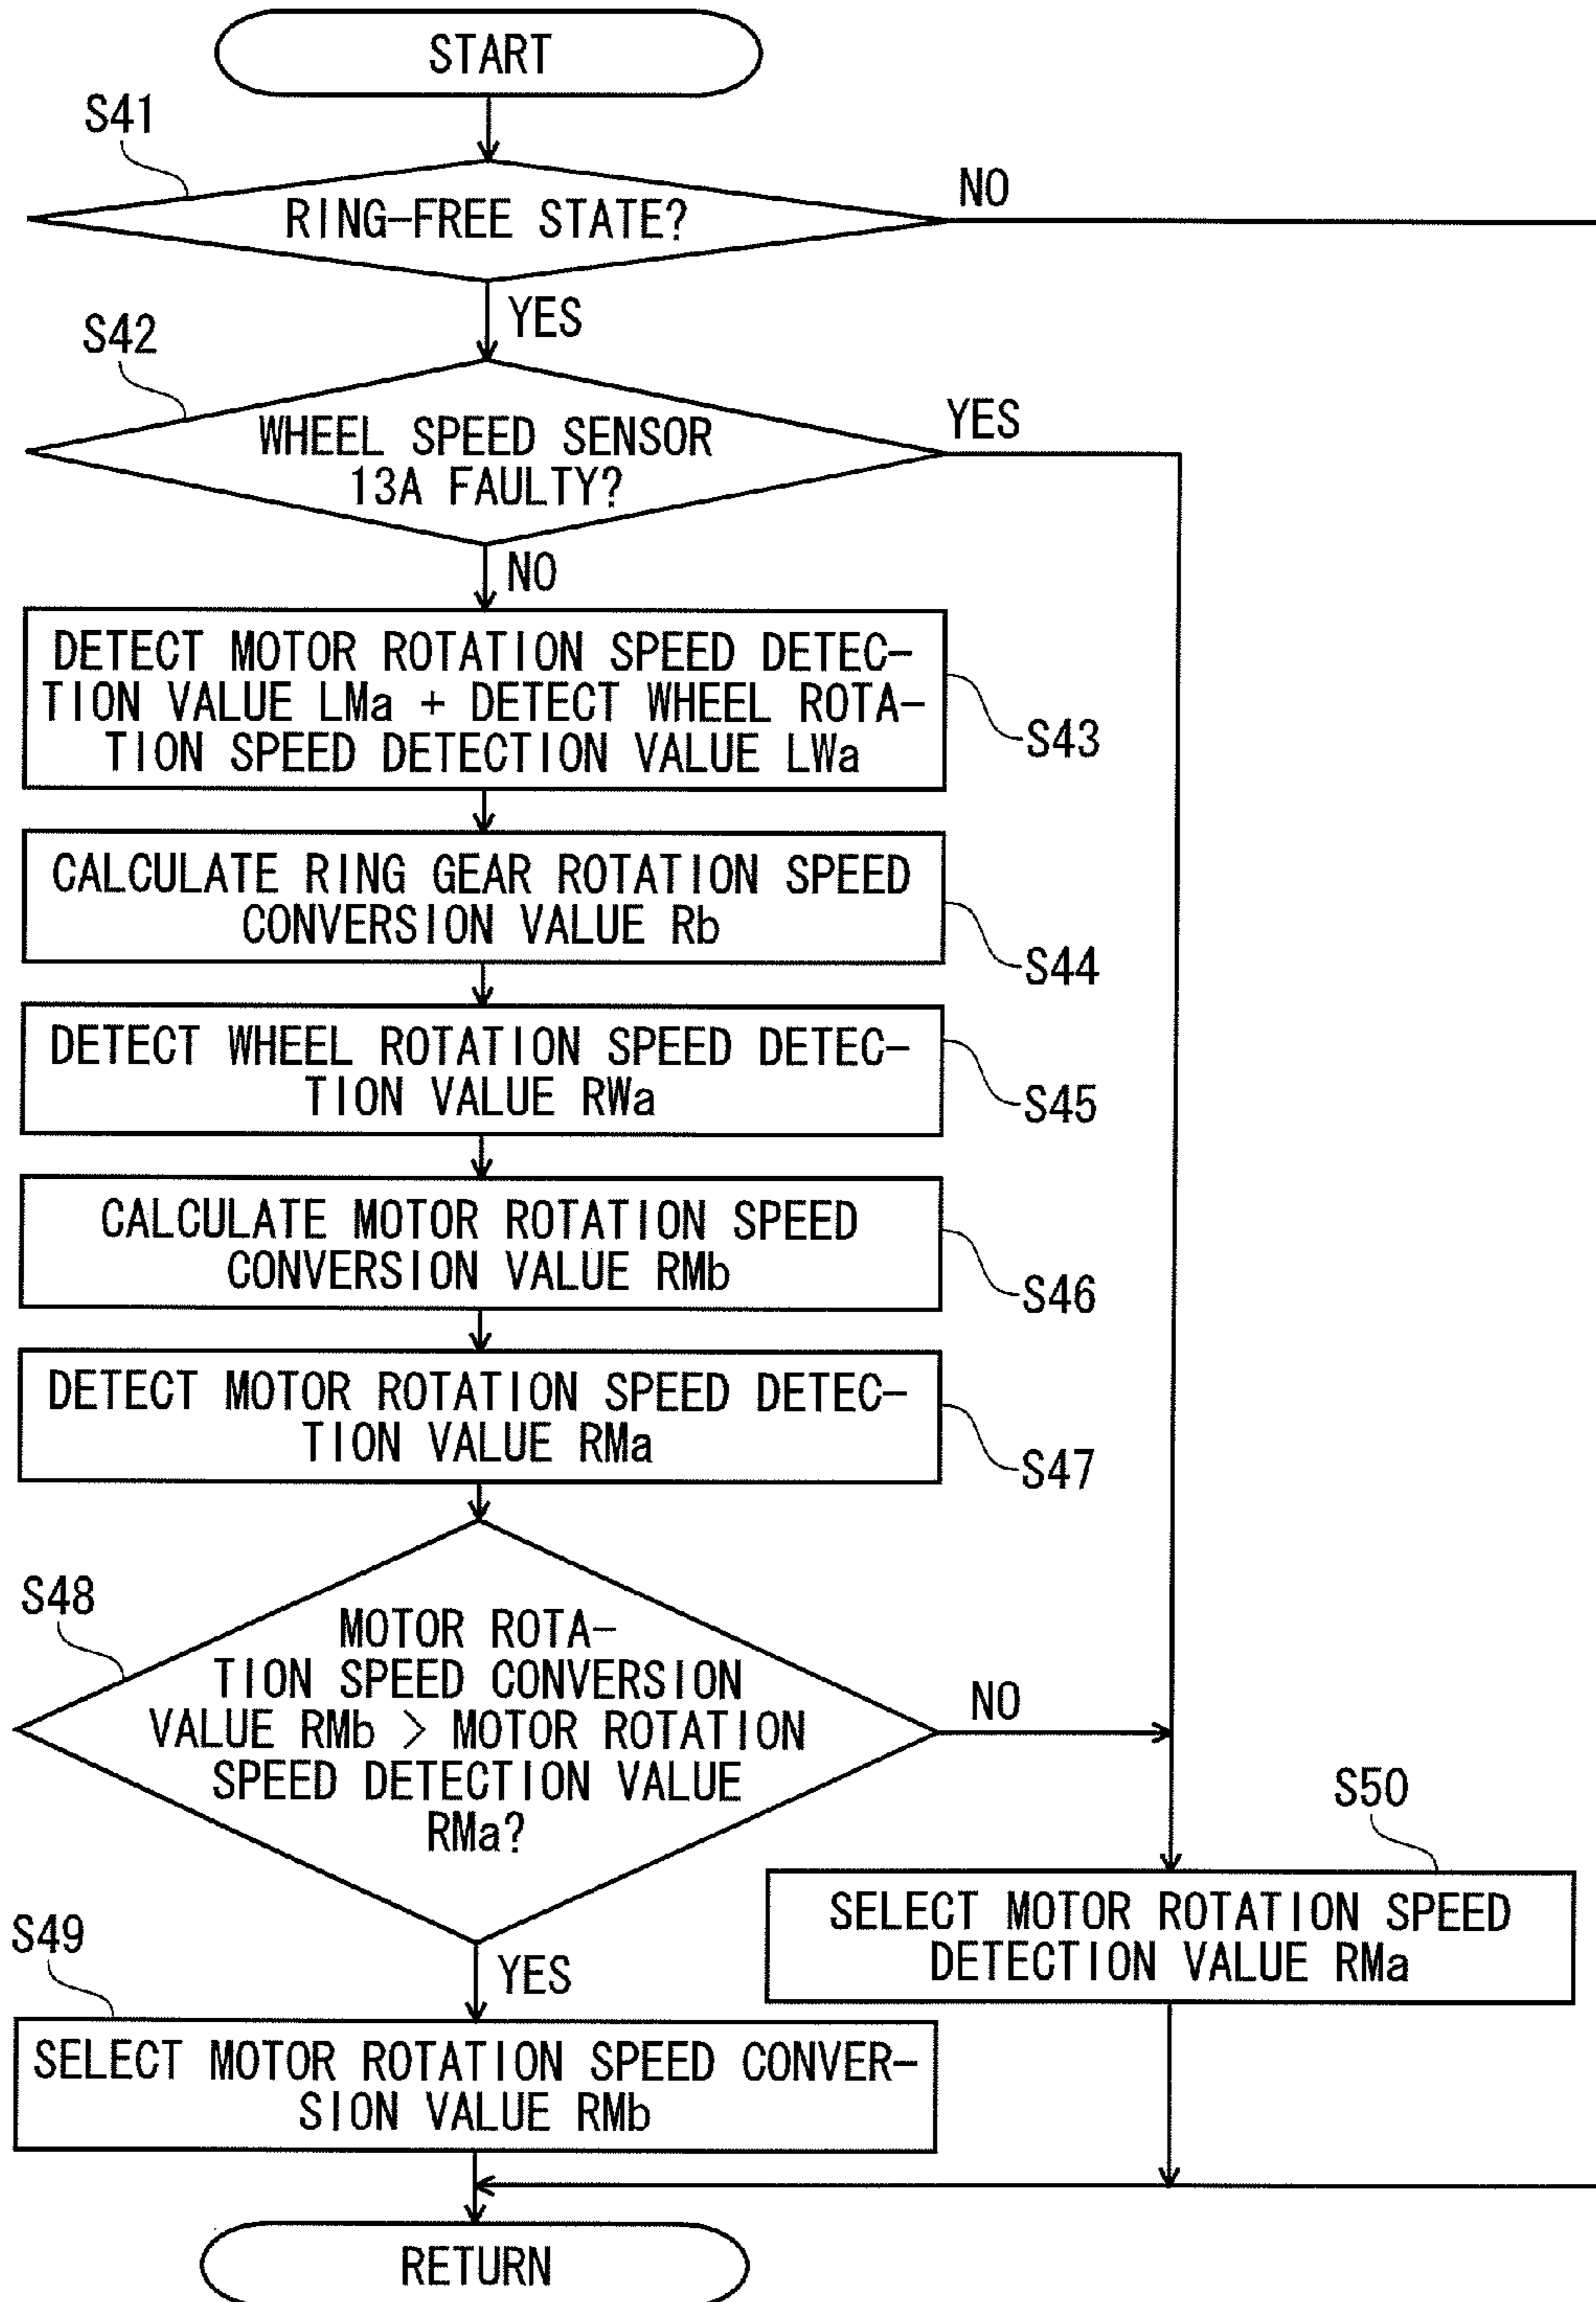 START
S41
RING-FREE STATE?
NO
YES
S42
WHEEL SPEED SENSOR
13A FAULTY?
YES
NO
DETECT MOTOR ROTATION SPEED DETEC-
TION VALUE LMa + DETECT WHEEL ROTA-
TION SPEED DETECTION VALUE LWa
S43
CALCULATE RING GEAR ROTATION SPEED
CONVERSION VALUE Rb
S44
DETECT WHEEL ROTATION SPEED DETEC-
TION VALUE RWa
S45
CALCULATE MOTOR ROTATION SPEED
CONVERSION VALUE RMb
S46
DETECT MOTOR ROTATION SPEED DETEC-
TION VALUE RMa
S47
S48
MOTOR ROTA-
TION SPEED CONVERSION
VALUE RMb > MOTOR ROTATION
SPEED DETECTION VALUE
RMa?
NO
YES
S50
SELECT MOTOR ROTATION SPEED
DETECTION VALUE RMa
S49
SELECT MOTOR ROTATION SPEED CONVER-
SION VALUE RMb
RETURN